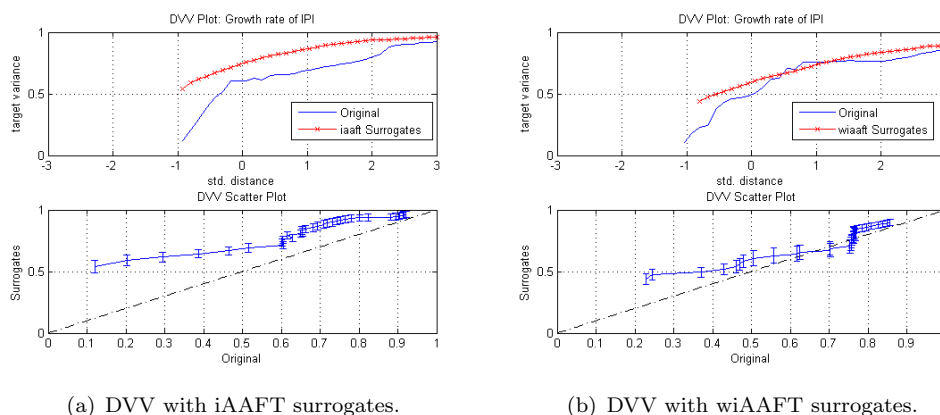 DVV Plot: Growth rate of IPI
target variance
1
0.5
0
Original
iaaft Surrogates
-3 -2 -1 0 1 2 3
std. distance
DVV Scatter Plot
Surrogates
1
0.5
0
0 0.1 0.2 0.3 0.4 0.5 0.6 0.7 0.8 0.9 1
Original
(a) DVV with iAAFT surrogates.
DVV Plot: Growth rate of IPI
target variance
1
0.5
0
Original
wiaaft Surrogates
-3 -2 -1 0 1 2 3
std. distance
DVV Scatter Plot
Surrogates
1
0.5
0
0 0.1 0.2 0.3 0.4 0.5 0.6 0.7 0.8 0.9
Original
(b) DVV with wiAAFT surrogates.